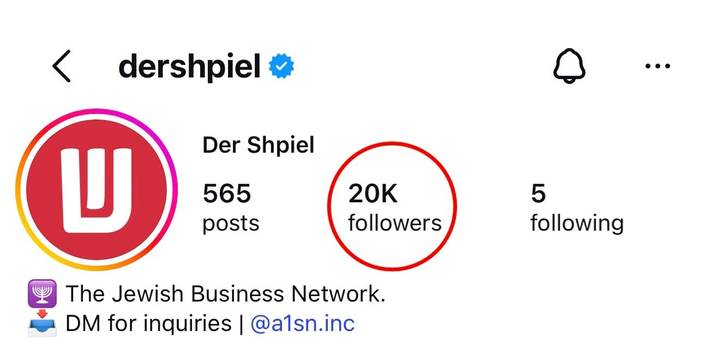 dershpiel
Der Shpiel
565 20K 5
posts followers following
The Jewish Business Network.
DM for inquiries | @a1sn.inc